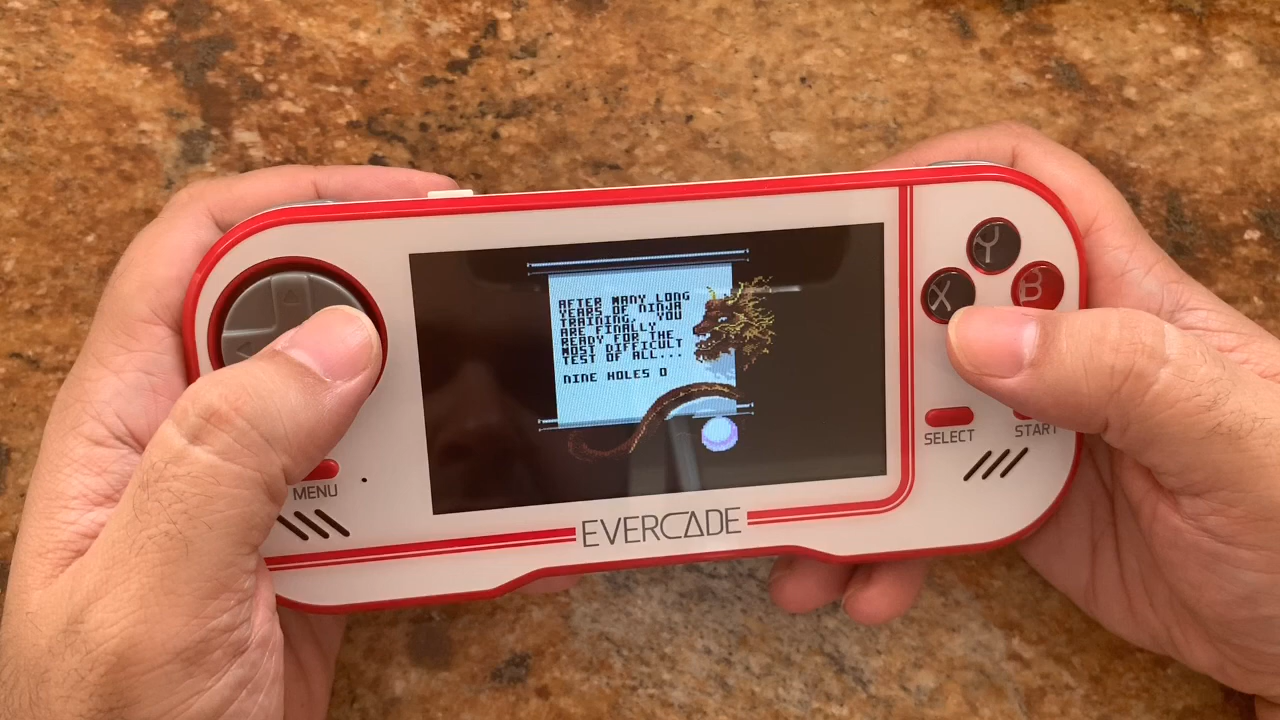 AFTER MANY LONG
YEARS OF NINJA
TRAINING, YOU
ARE FINALLY
READY FOR THE
MOST DIFFICULT
TEST OF ALL...
NINE HOLES O
Y
X
B
SELECT
START
MENU
EVERCADE